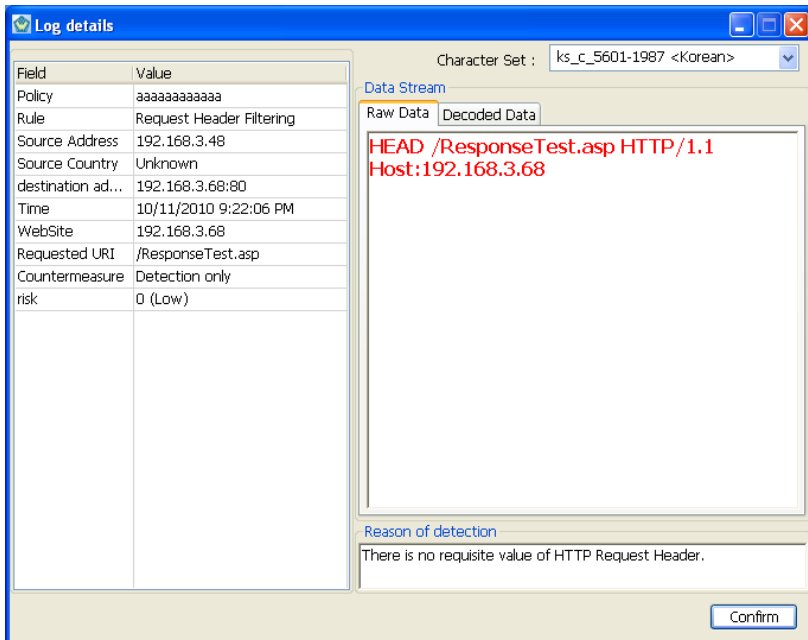 Log details
Character Set : ks_c_5601-1987 <Korean>
Field Value
Policy aaaaaaaaaaaa
Rule Request Header Filtering
Source Address 192.168.3.48
Source Country Unknown
destination ad... 192.168.3.68:80
Time 10/11/2010 9:22:06 PM
WebSite 192.168.3.68
Requested URI /ResponseTest.asp
Countermeasure Detection only
risk 0 (Low)
Data Stream
Raw Data Decoded Data
HEAD /ResponseTest.asp HTTP/1.1
Host:192.168.3.68
Reason of detection
There is no requisite value of HTTP Request Header.
Confirm